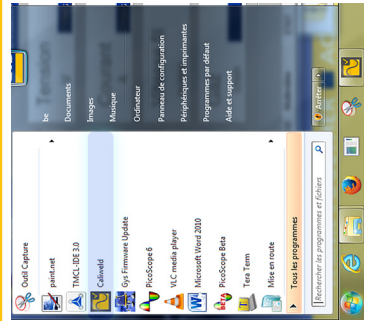 Outil Capture
paint.net
TMCL-IDE 3.0
Caliweld
Gys Firmware Update
PicoScope 6
VLC media player
Microsoft Word 2010
PicoScope Beta
Tera Term
Mise en route
Tous les programmes
Rechercher les programmes et fichiers
be
Documents
Images
Musique
Ordinateur
Panneau de configuration
Périphériques et imprimantes
Programmes par défaut
Aide et support
Arrêter